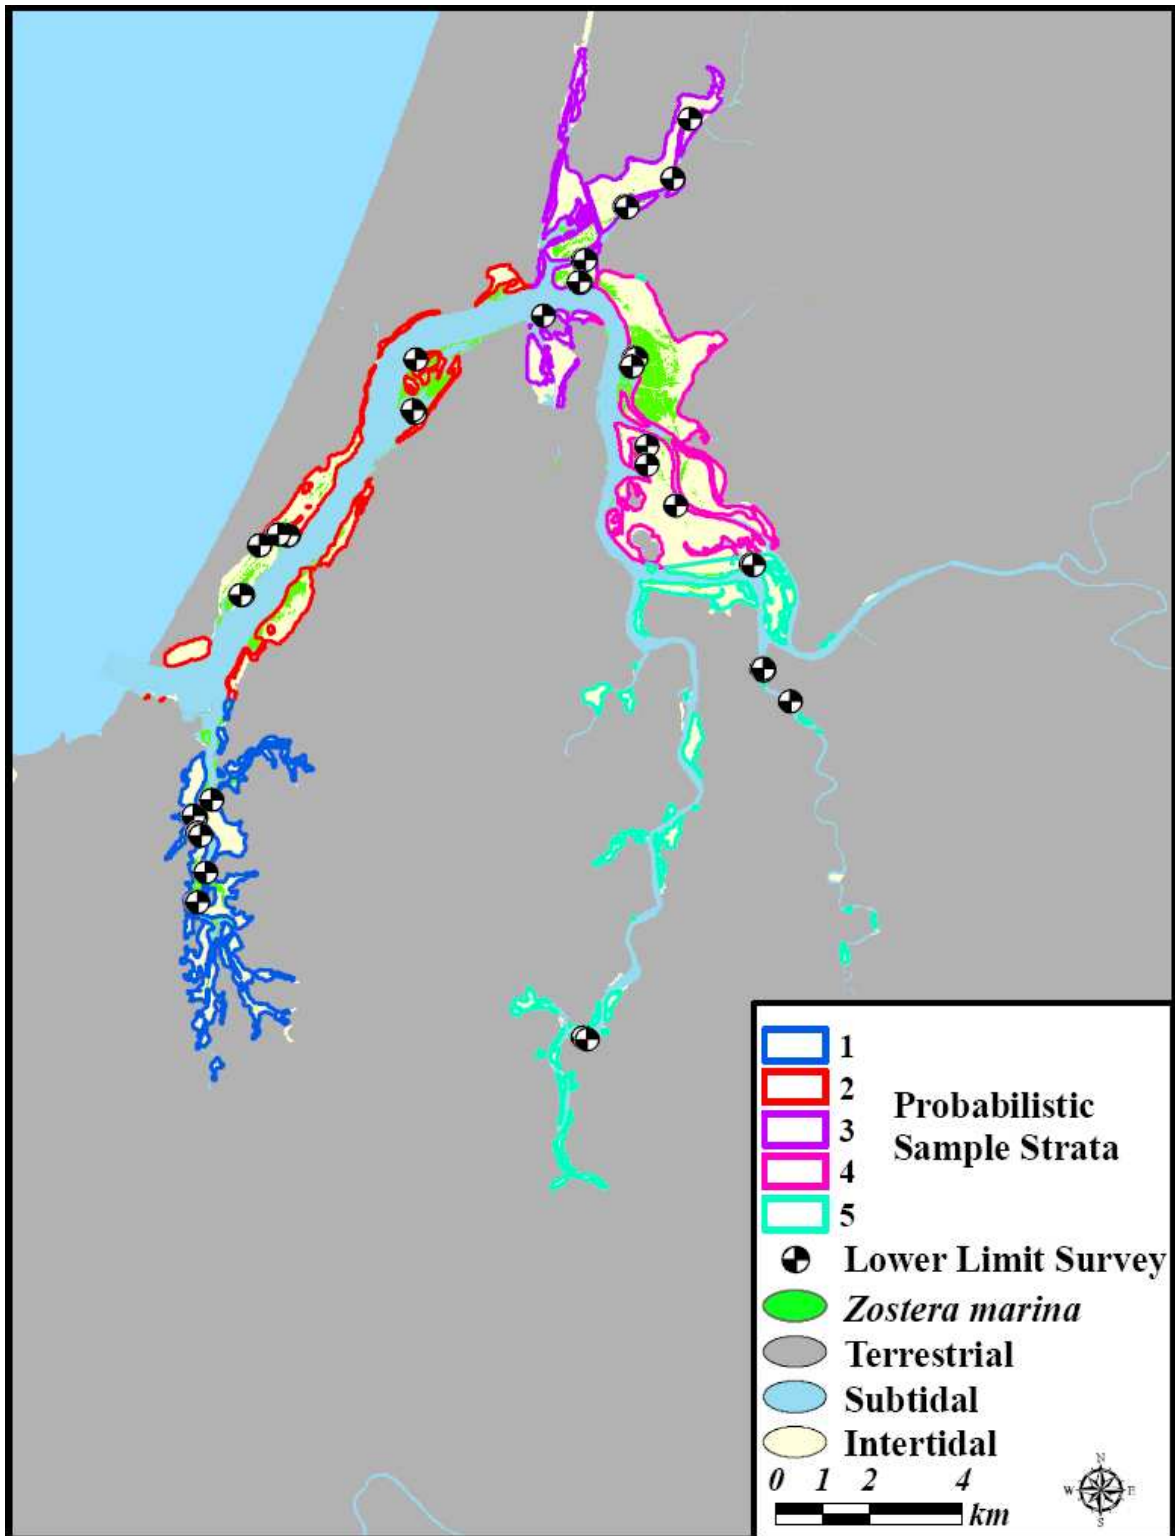 1
2
3
4
5
Probabilistic
Sample Strata
Lower Limit Survey
Zostera marina
Terrestrial
Subtidal
Intertidal
0 1 2 4
km
N
W E
S